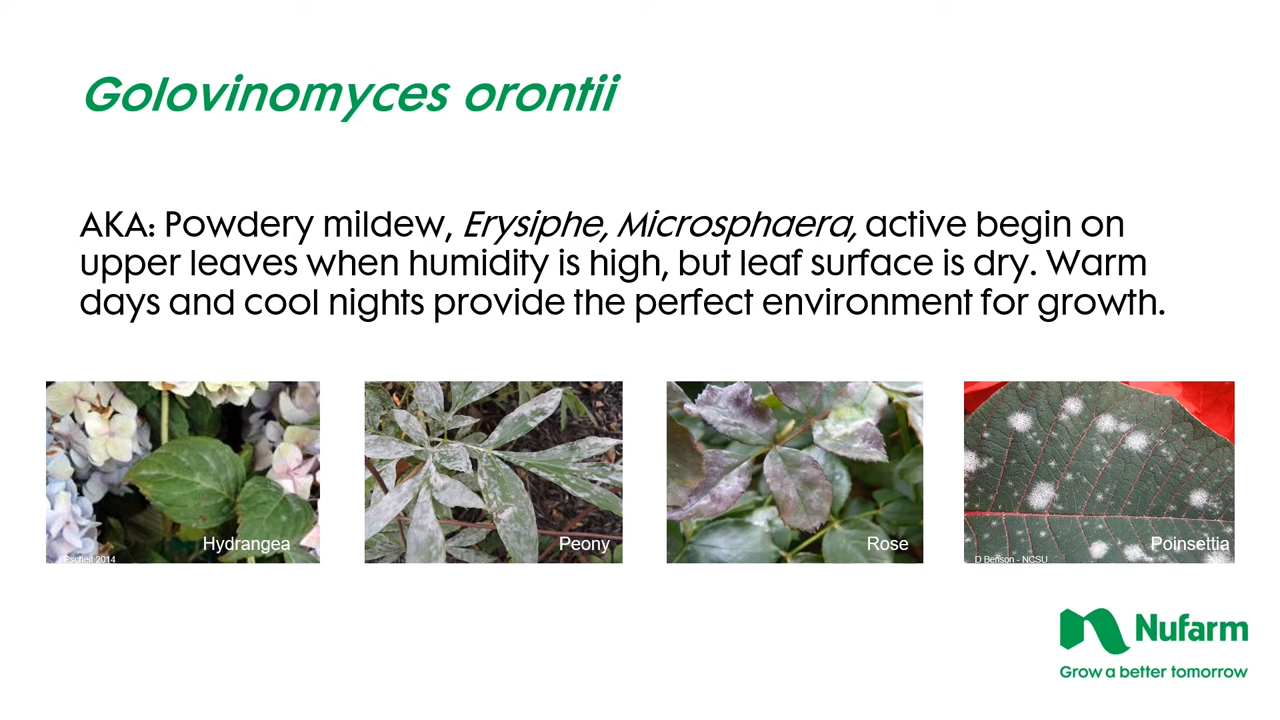 Golovinomyces orontii
AKA: Powdery mildew, Erysiphe, Microsphaera, active begin on
upper leaves when humidity is high, but leaf surface is dry. Warm
days and cool nights provide the perfect environment for growth.
Hydrangea
2014
Peony
Rose
Poinsettia
D Benson - NCSU
Nufarm
Grow a better tomorrow